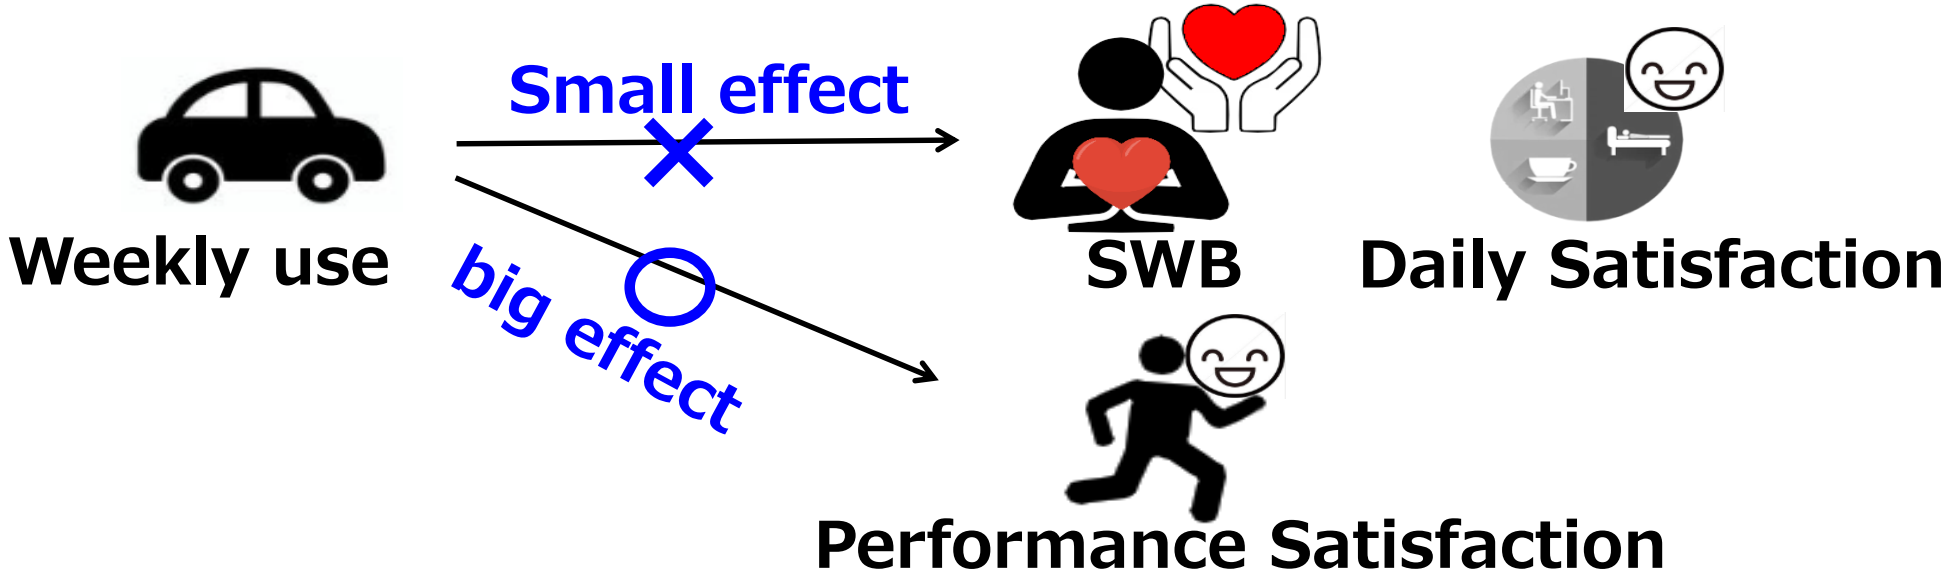 Small effect
Weekly use
big effect
SWB
Daily Satisfaction
Performance Satisfaction